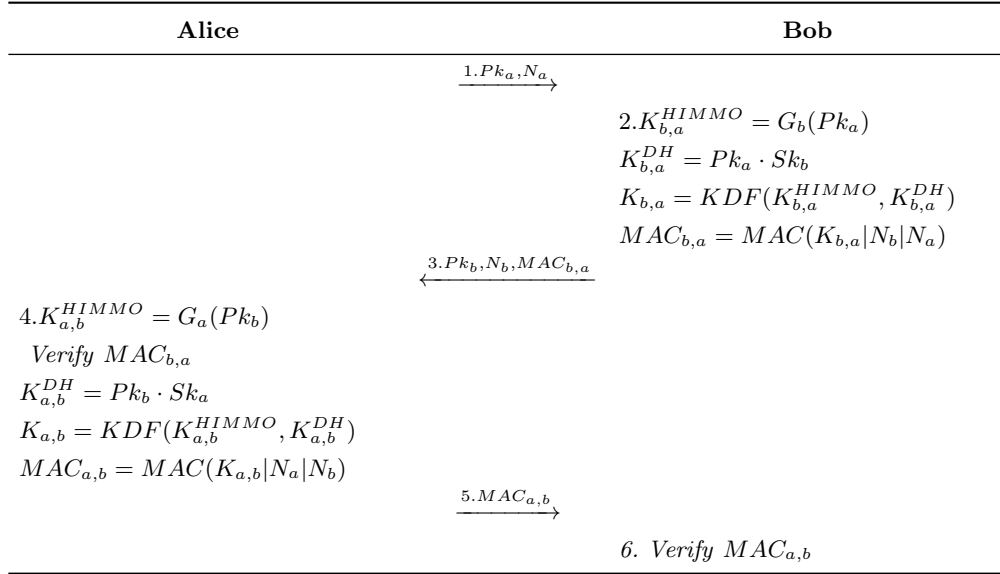 Alice Bob
1.Pk_a,N_a
2.K_{b,a}^{HIMMO} = G_b(Pk_a)
K_{b,a}^{DH} = Pk_a · Sk_b
K_{b,a} = KDF(K_{b,a}^{HIMMO}, K_{b,a}^{DH})
MAC_{b,a} = MAC(K_{b,a}|N_b|N_a)
3.Pk_b,N_b,MAC_{b,a}
4.K_{a,b}^{HIMMO} = G_a(Pk_b)
Verify MAC_{b,a}
K_{a,b}^{DH} = Pk_b · Sk_a
K_{a,b} = KDF(K_{a,b}^{HIMMO}, K_{a,b}^{DH})
MAC_{a,b} = MAC(K_{a,b}|N_a|N_b)
5.MAC_{a,b}
6. Verify MAC_{a,b}